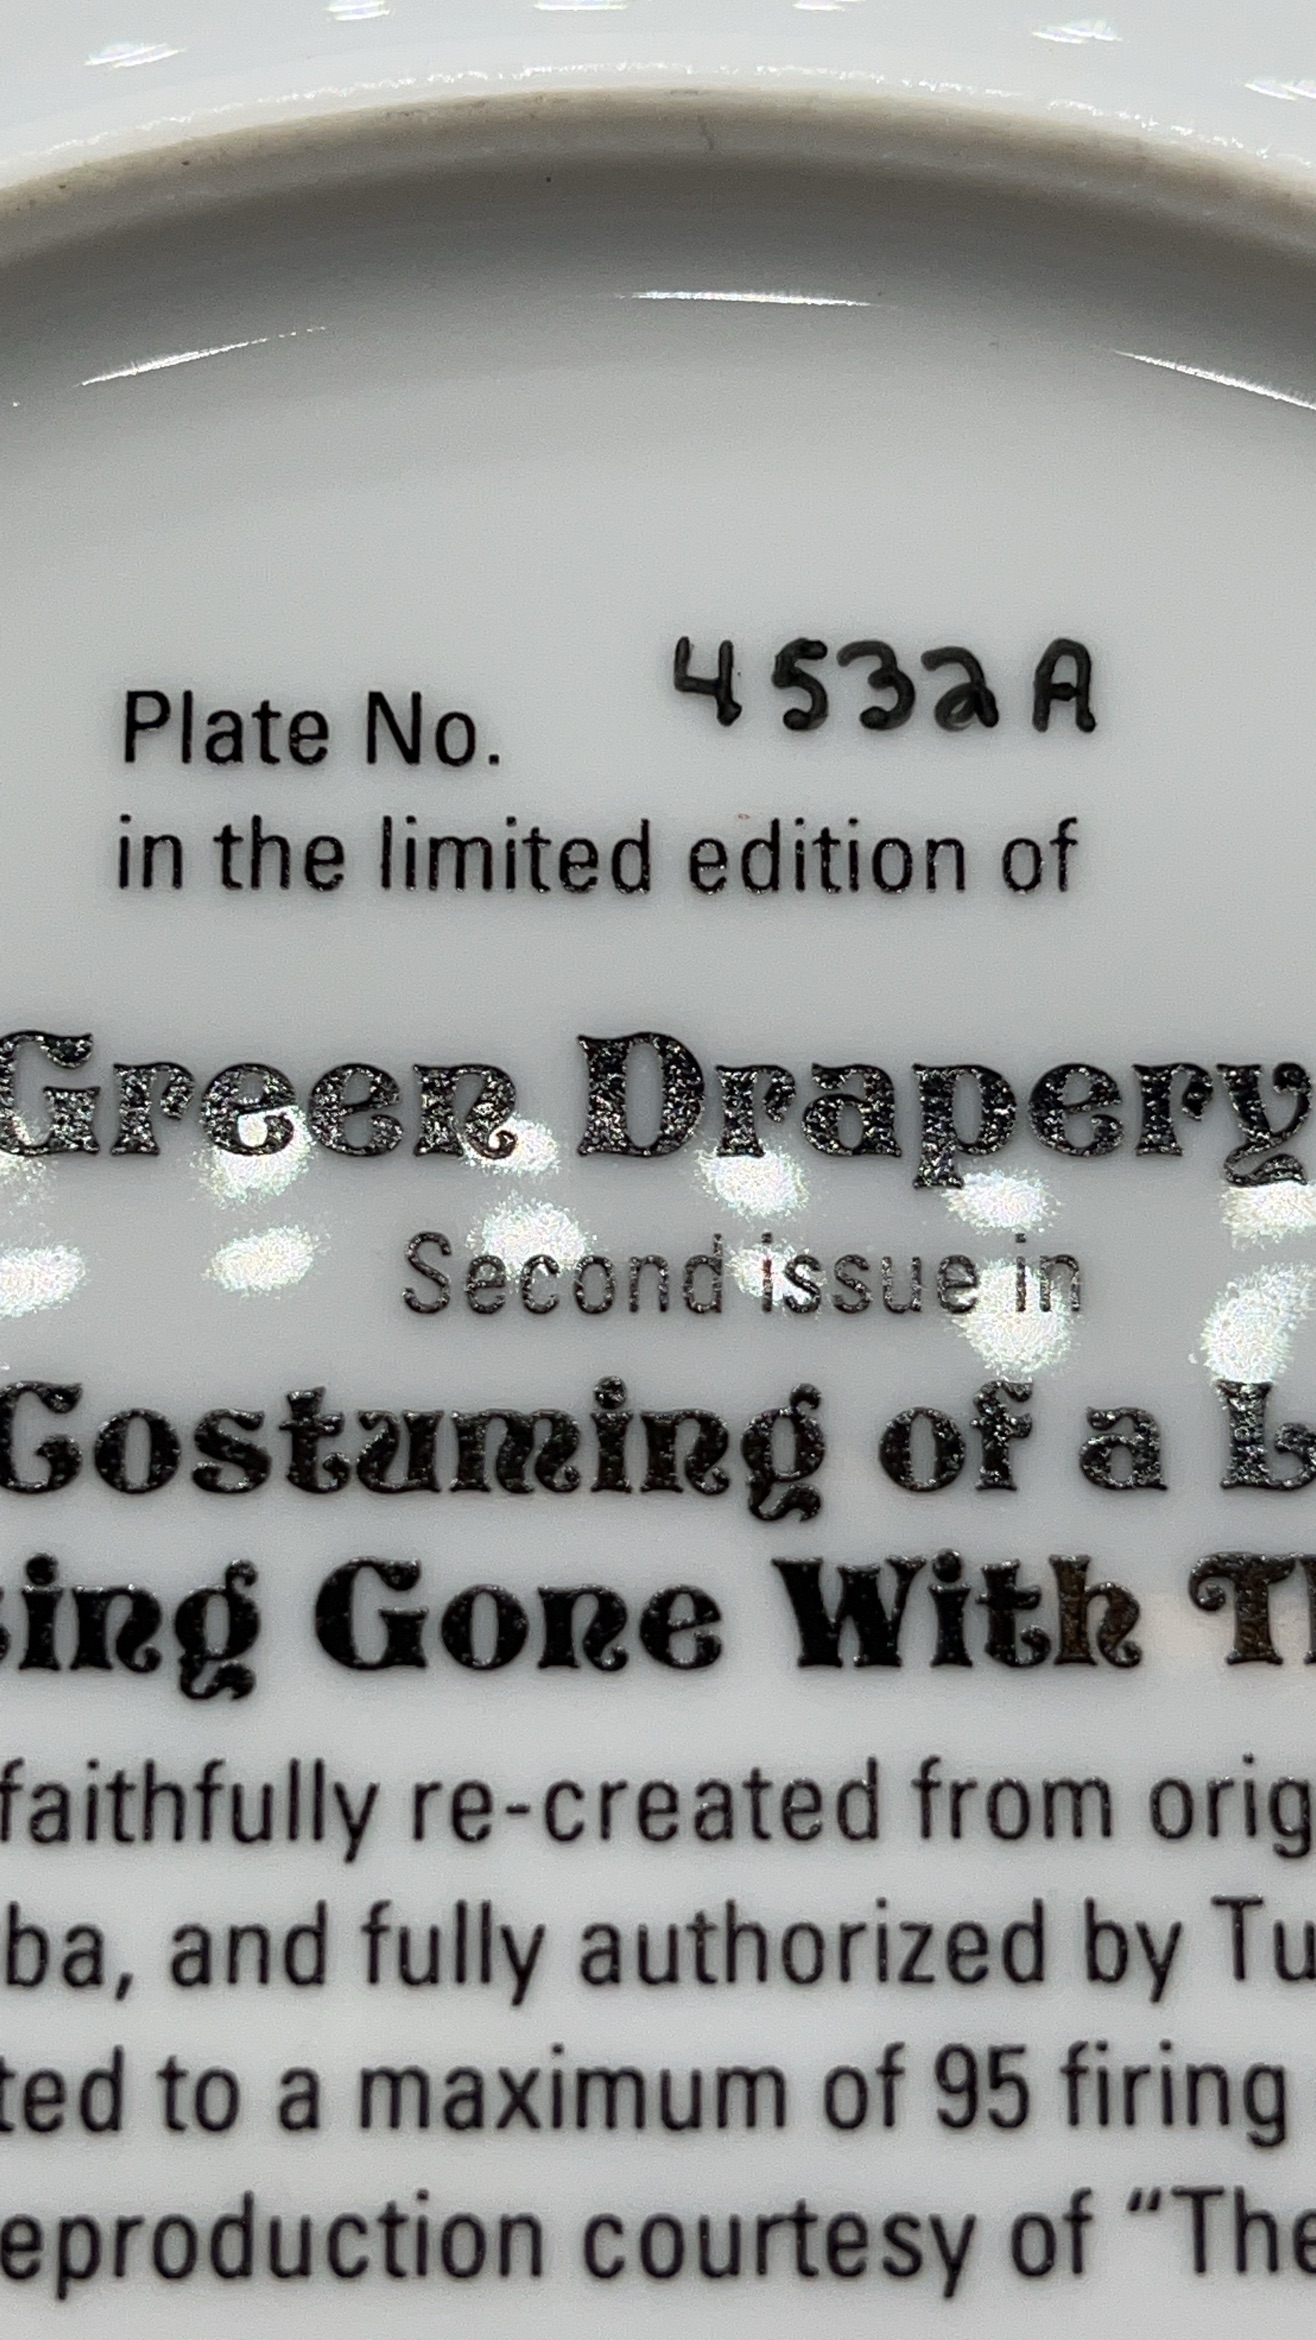 Plate No. 4532A
in the limited edition of
Green Drapery
Second issue in
Costuming of a L
ing Gone With Th
faithfully re-created from orig
ba, and fully authorized by Tu
ted to a maximum of 95 firing
eproduction courtesy of “The